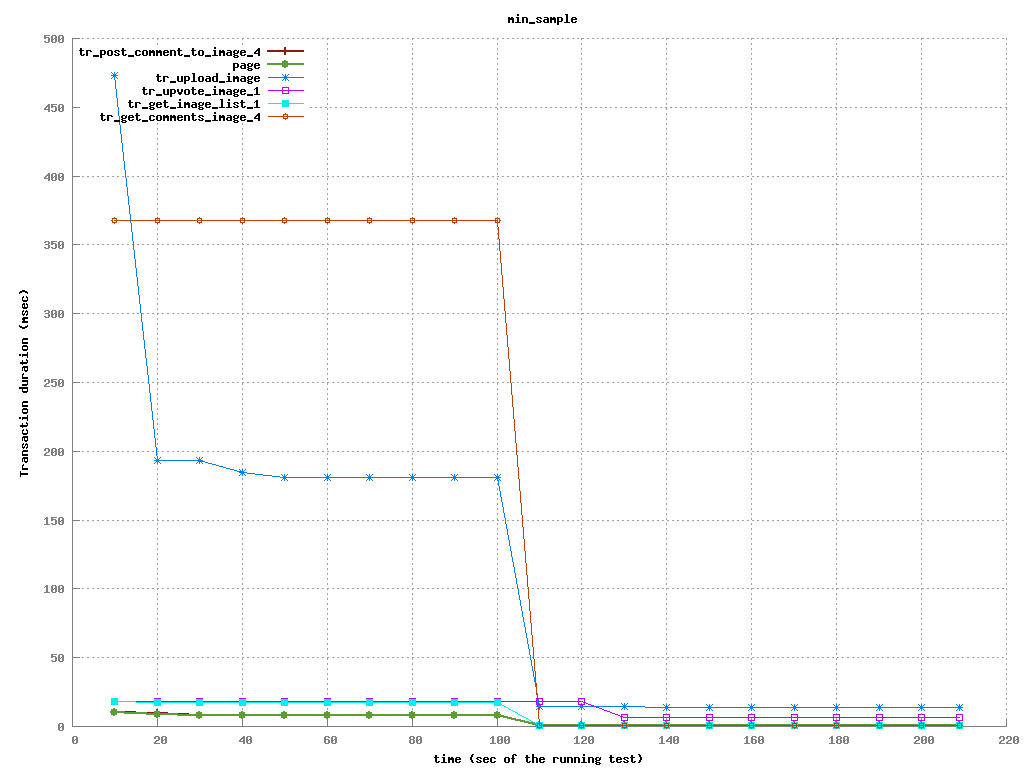 min_sample
500
450
400
350
300
250
200
150
100
50
0
Transaction duration (msec)
tr_post_comment_to_image_4
page
tr_upload_image
tr_upvote_image_1
tr_get_image_list_1
tr_get_comments_image_4
0 20 40 60 80 100 120 140 160 180 200 220
time (sec of the running test)